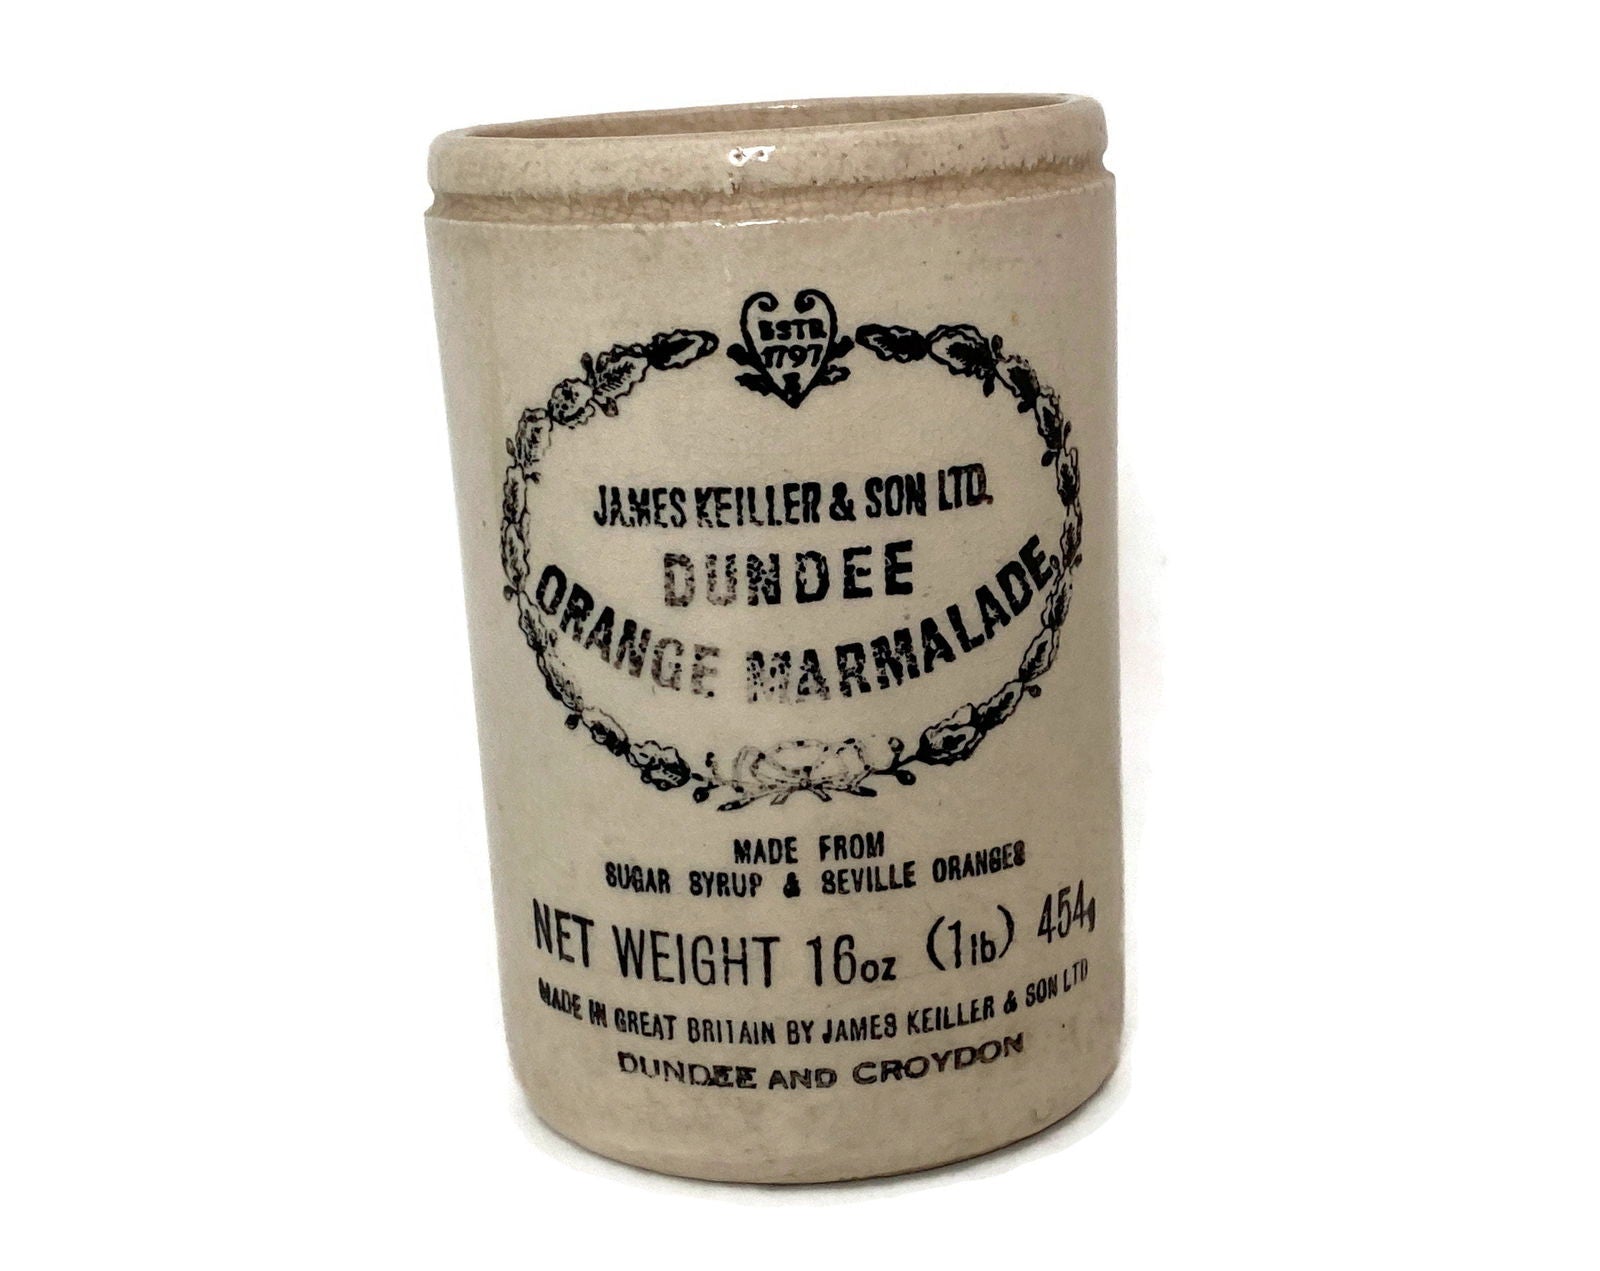 ESTD
1797
JAMES KEILLER & SON LTD.
DUNDEE
ORANGE MARMALADE
MADE FROM
SUGAR SYRUP & SEVILLE ORANGES
NET WEIGHT 16oz (1lb) 454g
MADE IN GREAT BRITAIN BY JAMES KEILLER & SON LTD
DUNDEE AND CROYDON